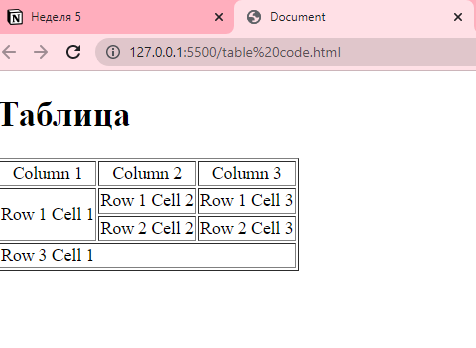 Неделя 5
Document
127.0.0.1:5500/table%20code.html
Таблица
Column 1 Column 2 Column 3
Row 1 Cell 1 Row 1 Cell 2 Row 1 Cell 3
Row 2 Cell 2 Row 2 Cell 3
Row 3 Cell 1